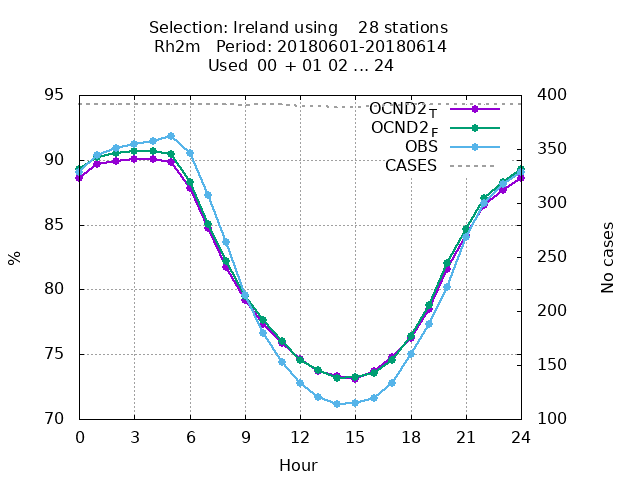 Selection: Ireland using    28 stations
Rh2m   Period: 20180601-20180614
Used  00 + 01 02 ... 24
95 400
OCND2 T
OCND2 F
OBS
CASES
90 350
85 300
250
80
200
75 150
70 100
%
No cases
0 3 6 9 12 15 18 21 24
Hour